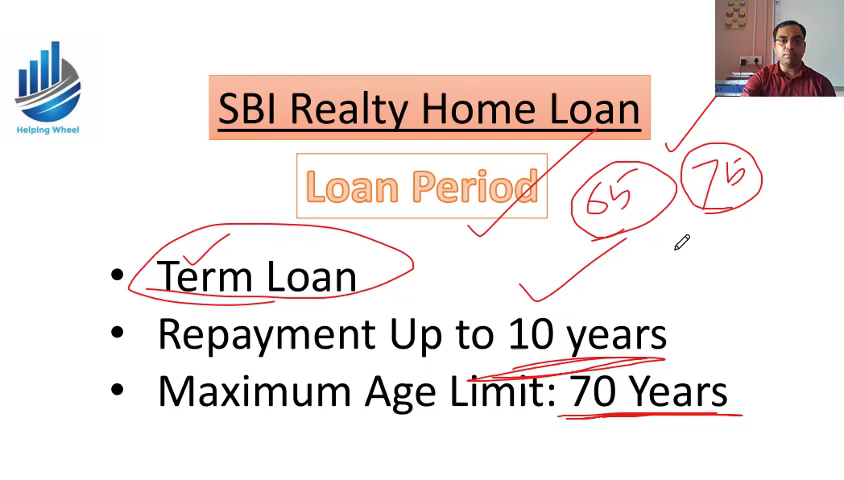 Helping Wheel
SBI Realty Home Loan
Loan Period
65 75
• Term Loan
• Repayment Up to 10 years
• Maximum Age Limit: 70 Years